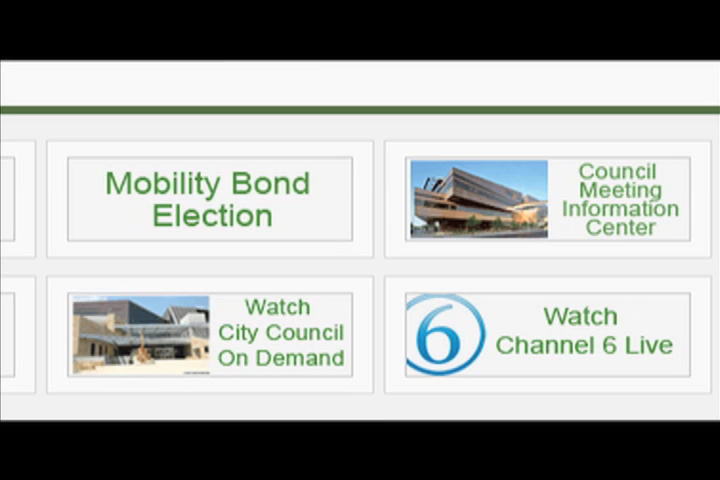 Mobility Bond
Election
Council
Meeting
Information
Center
Watch
City Council
On Demand
6
Watch
Channel 6 Live